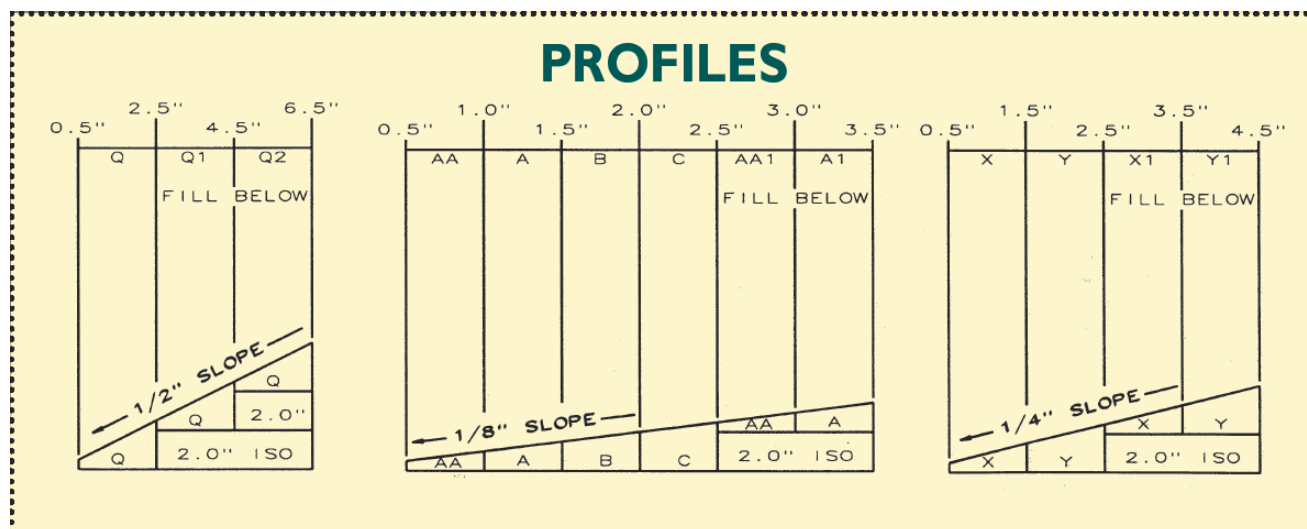 PROFILES
2.5" 6.5"
0.5" 4.5"
Q Q1 Q2
FILL BELOW
1/2" SLOPE
Q
Q 2.0"
Q 2.0" ISO
1.0" 2.0" 3.0"
0.5" 1.5" 2.5" 3.5"
AA A B C AA1 A1
FILL BELOW
1/8" SLOPE
AA A
AA A B C 2.0" ISO
1.5" 3.5"
0.5" 2.5" 4.5"
X Y X1 Y1
FILL BELOW
1/4" SLOPE
X Y
X Y 2.0" ISO